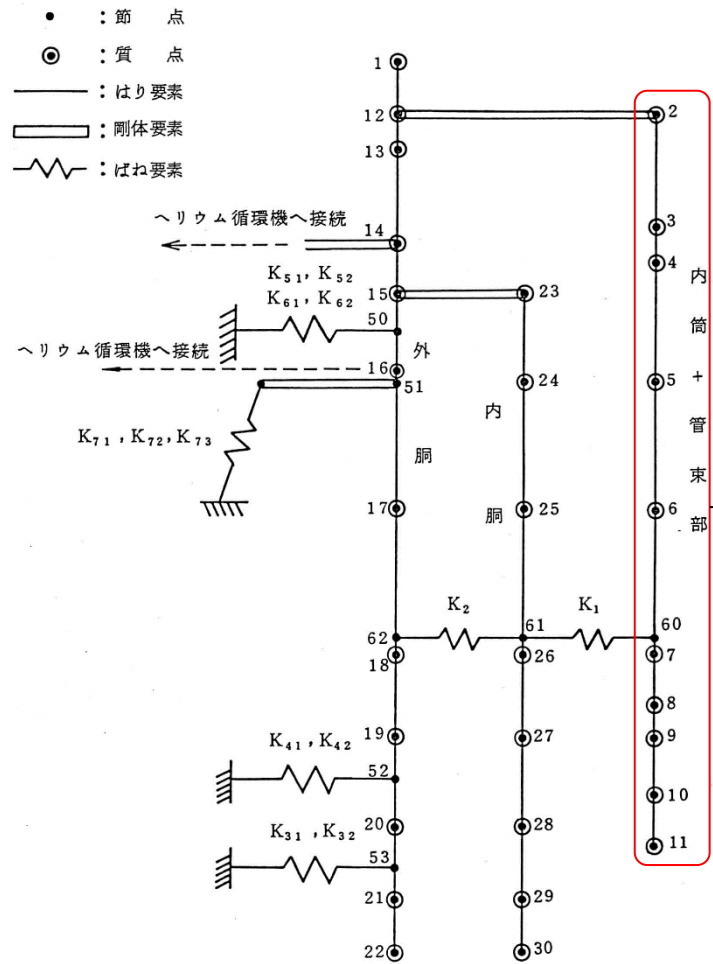 : 節 点
: 質 点
: はり要素
: 剛体要素
: ばね要素
1
12
2
13
3
ヘリウム循環機へ接続
14
4
K₅₁, K₅₂
K₆₁, K₆₂
15
23
50
ヘリウム循環機へ接続
16
51
24
5
K₇₁, K₇₂, K₇₃
外胴
内胴
内筒+管束部
17
25
6
K₂
K₁
62
61
60
18
26
7
8
19
27
9
K₄₁, K₄₂
52
10
20
28
K₃₁, K₃₂
53
11
21
29
22
30